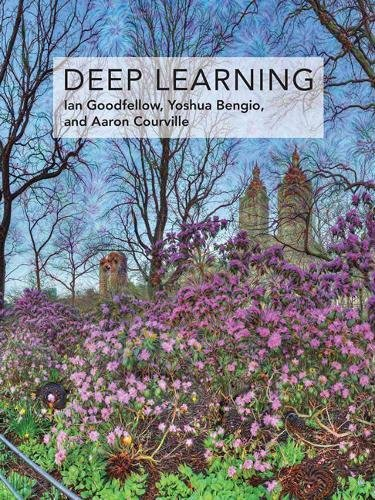 DEEP LEARNING
Ian Goodfellow, Yoshua Bengio,
and Aaron Courville